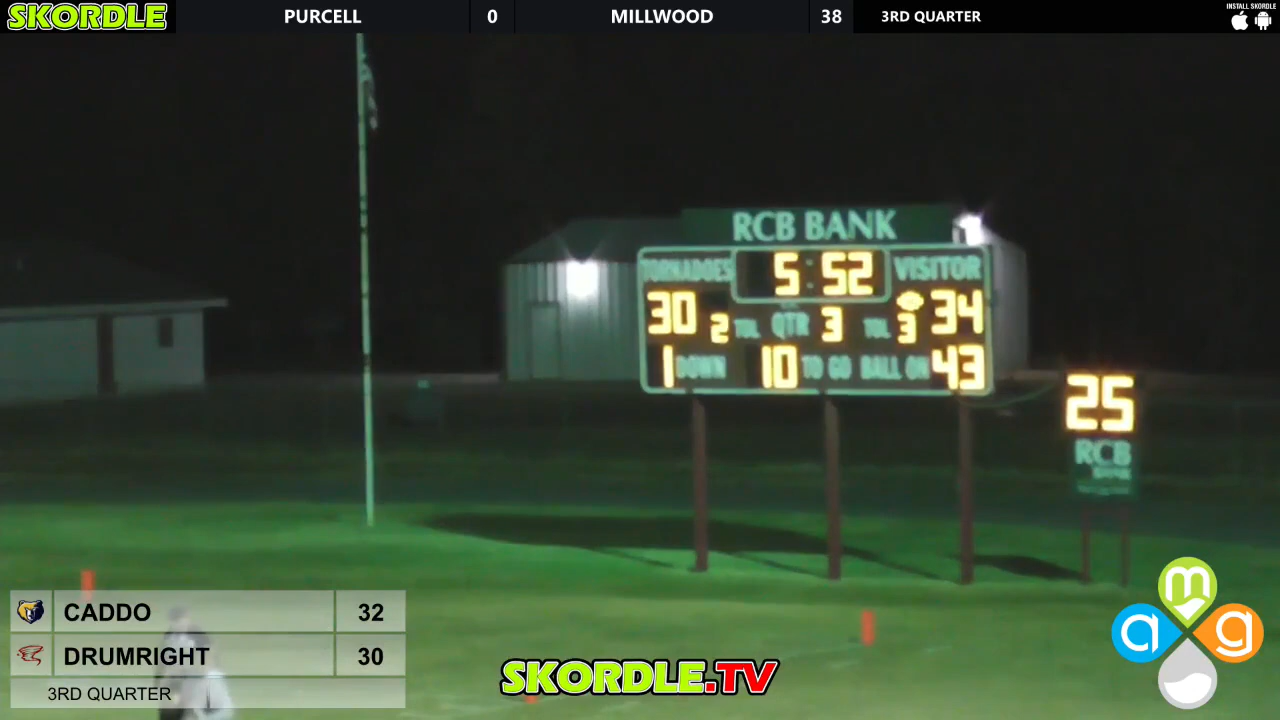 SKORDLE PURCELL 0 MILLWOOD 38 3RD QUARTER INSTALL SKORDLE
RCB BANK
TORNADOES 5:52 VISITOR
30 2 TOL QTR 3 TOL 3 34
1 DOWN 10 TO GO BALL ON 43
25
RCB
BANK
CADDO 32
DRUMRIGHT 30
3RD QUARTER
SKORDLE.TV
m
a g